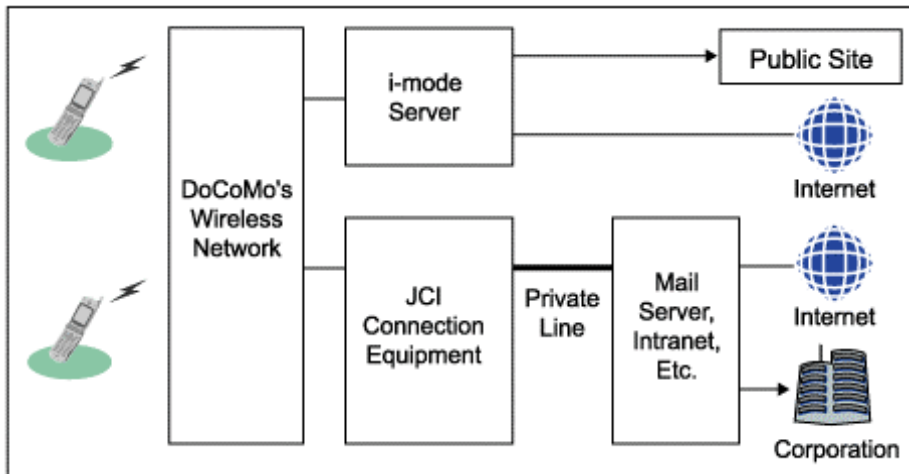 i-mode
Server
Public Site
Internet
DoCoMo's
Wireless
Network
JCI
Connection
Equipment
Private
Line
Mail
Server,
Intranet,
Etc.
Internet
Corporation